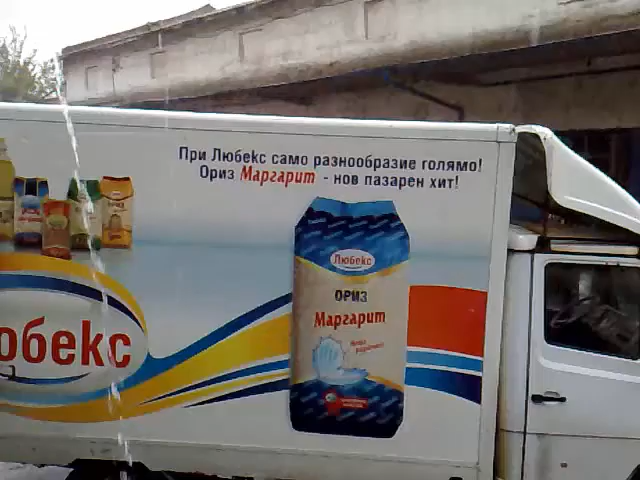 При Любекс само разнообразие голямо!
Ориз Маргарит - нов пазарен хит!
Любекс
ориз
Маргарит
юбекс